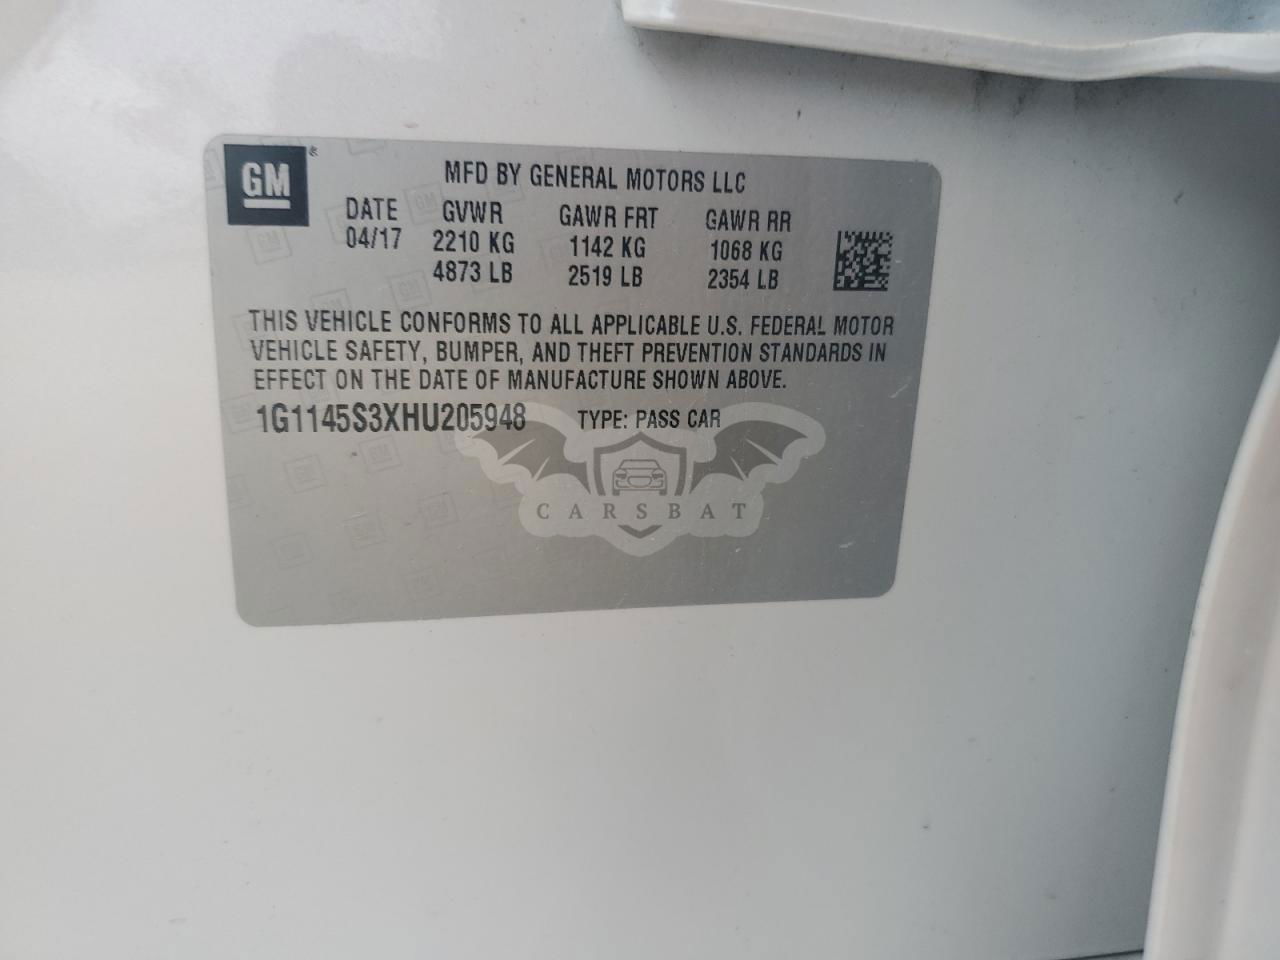 GM
MFD BY GENERAL MOTORS LLC
DATE GVWR GAWR FRT GAWR RR
04/17 2210 KG 1142 KG 1068 KG
4873 LB 2519 LB 2354 LB
THIS VEHICLE CONFORMS TO ALL APPLICABLE U.S. FEDERAL MOTOR
VEHICLE SAFETY, BUMPER, AND THEFT PREVENTION STANDARDS IN
EFFECT ON THE DATE OF MANUFACTURE SHOWN ABOVE.
1G1145S3XHU205948 TYPE: PASS CAR
CARSBAT